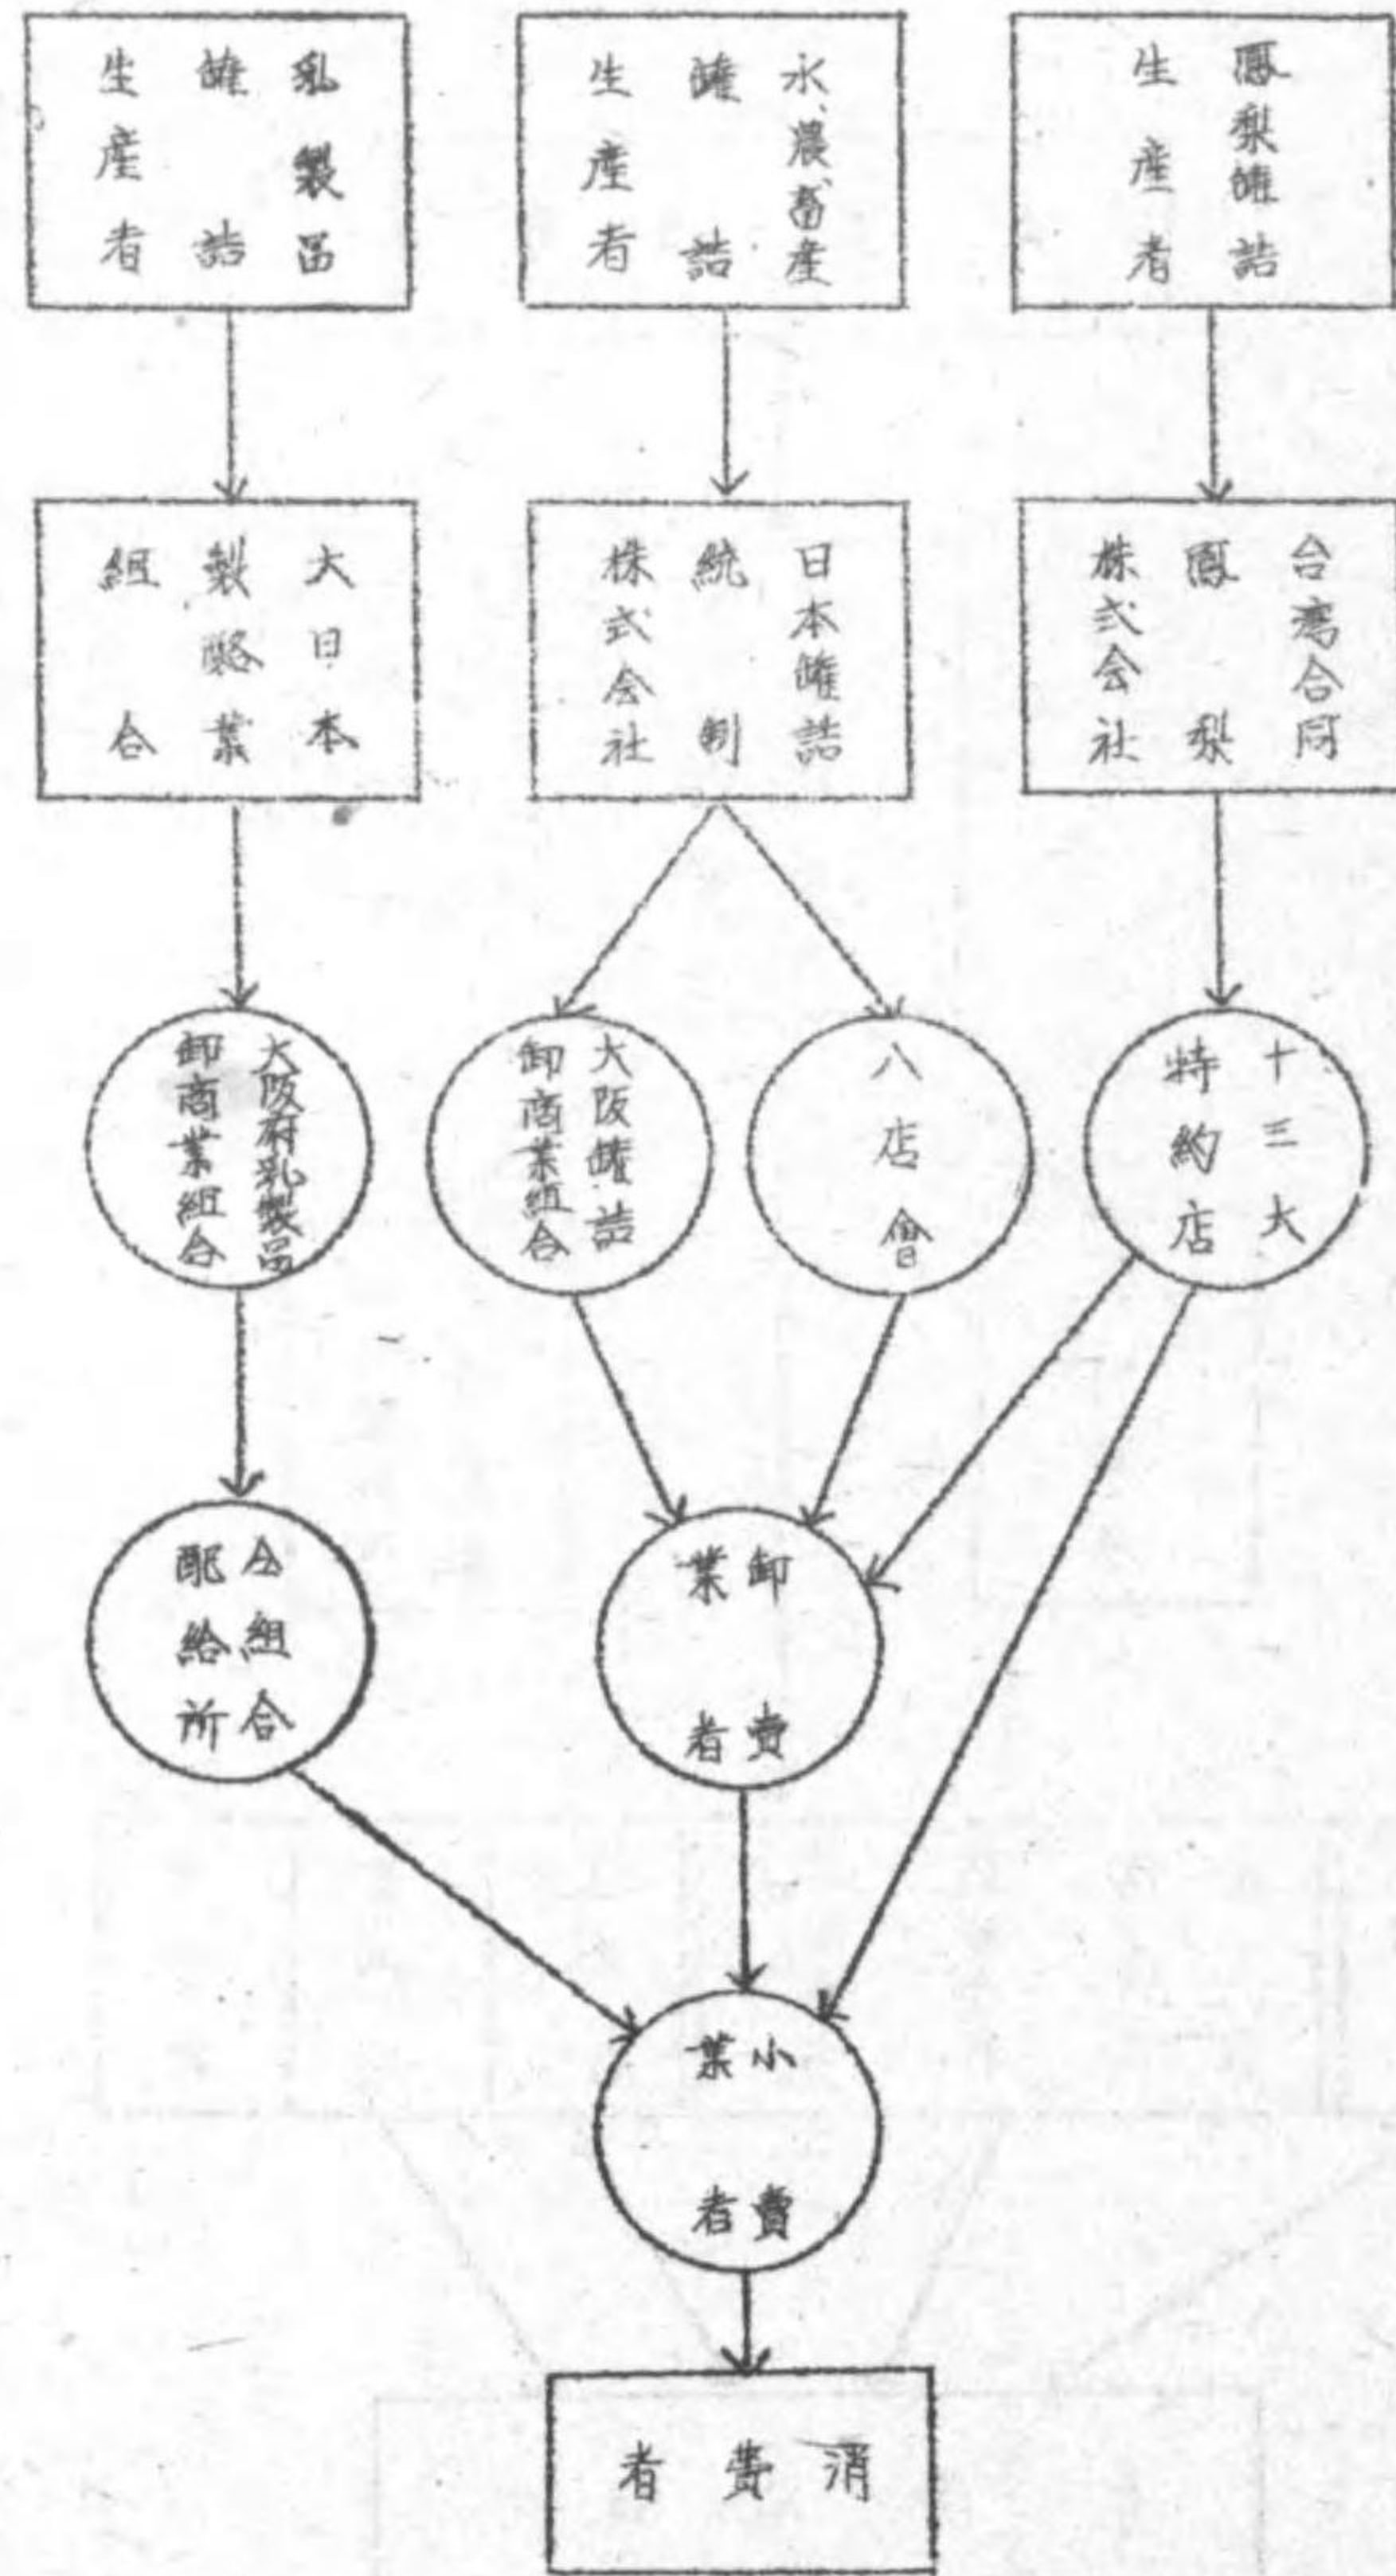 鳳梨罐詰
生産者
水、農、畜産
罐詰
生産者
乳製品
罐詰
生産者
台湾合同
鳳梨
株式会社
日本罐詰
統制
株式会社
大日本
製酪業
組合
十三大
特約店
八店會
大阪罐詰
卸商業組合
大阪府乳製品
卸商業組合
卸賣
業者
仝組合
配給所
小賣
業者
消費者